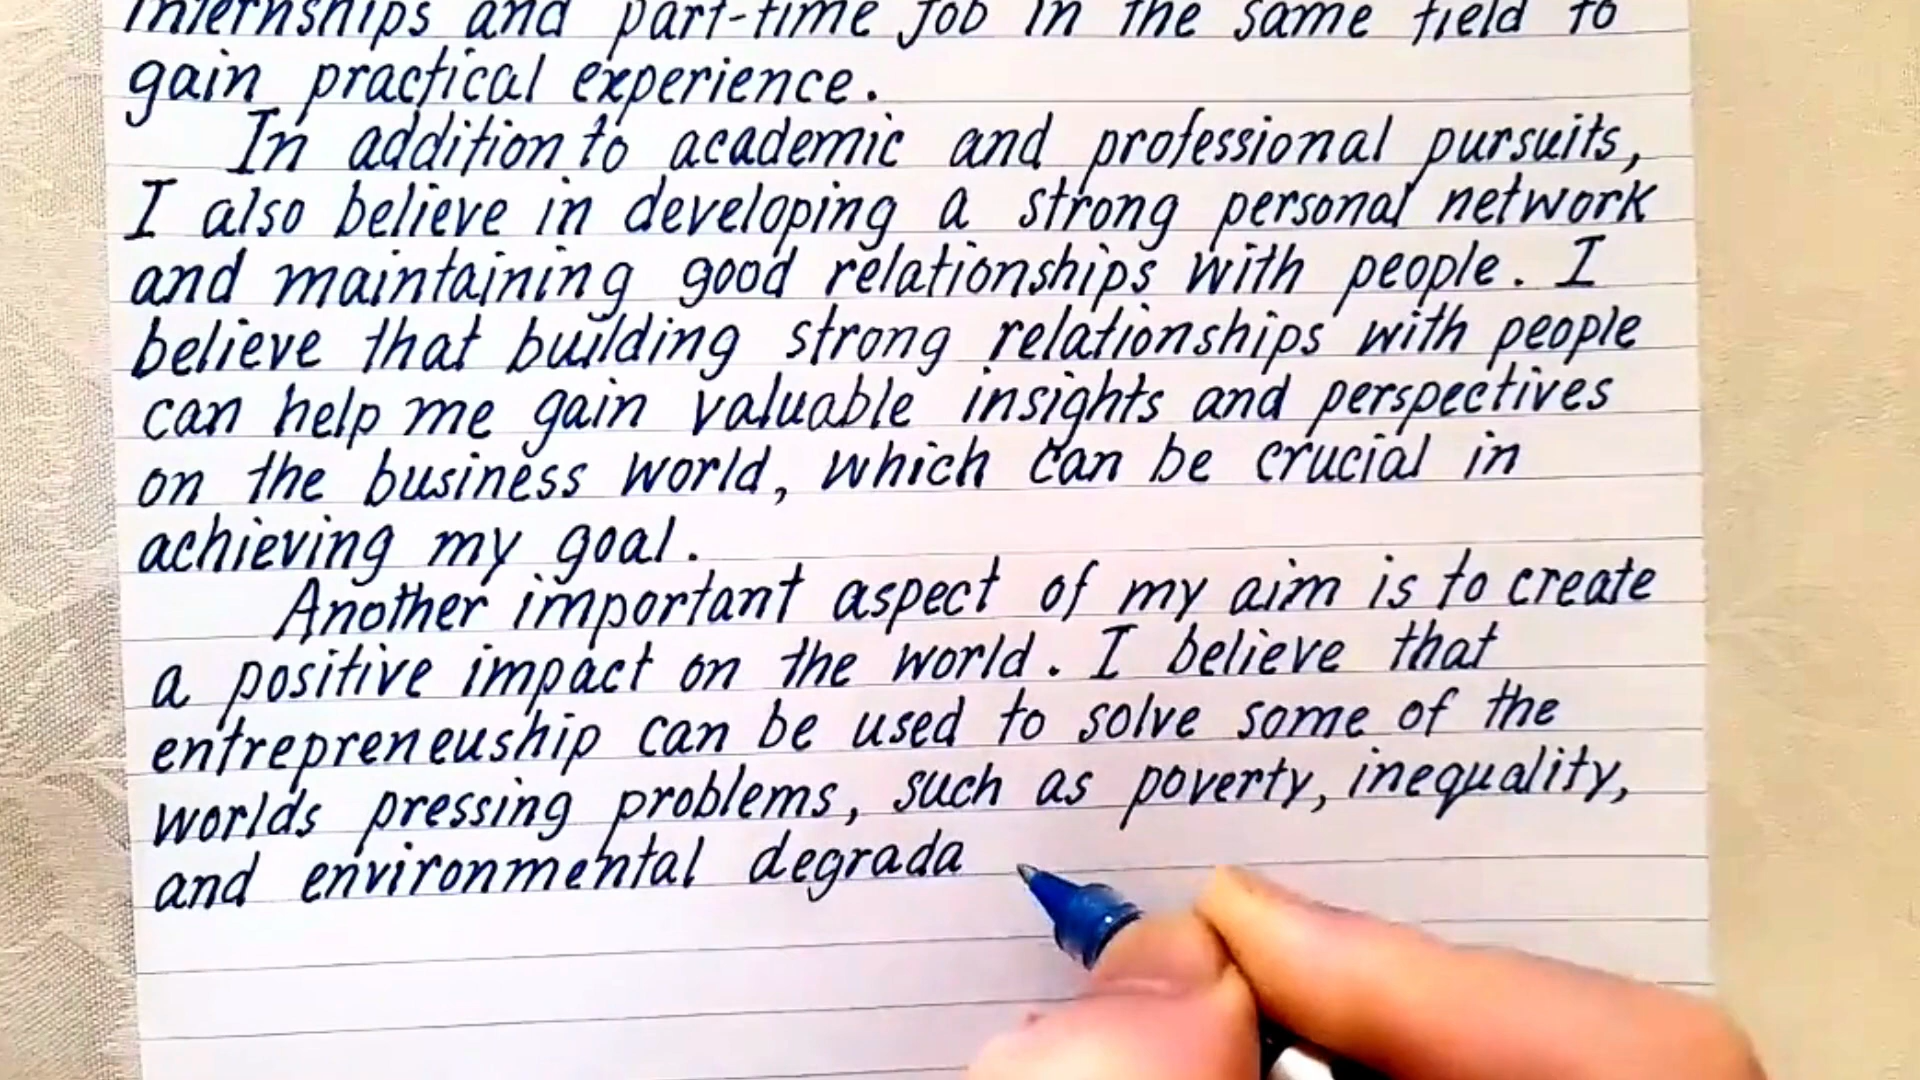 internships and part-time job in the same field to
gain practical experience.
In addition to academic and professional pursuits,
I also believe in developing a strong personal network
and maintaining good relationships with people. I
believe that building strong relationships with people
can help me gain valuable insights and perspectives
on the business world, which can be crucial in
achieving my goal.
Another important aspect of my aim is to create
a positive impact on the world. I believe that
entrepreneuship can be used to solve some of the
worlds pressing problems, such as poverty, inequality,
and environmental degrada